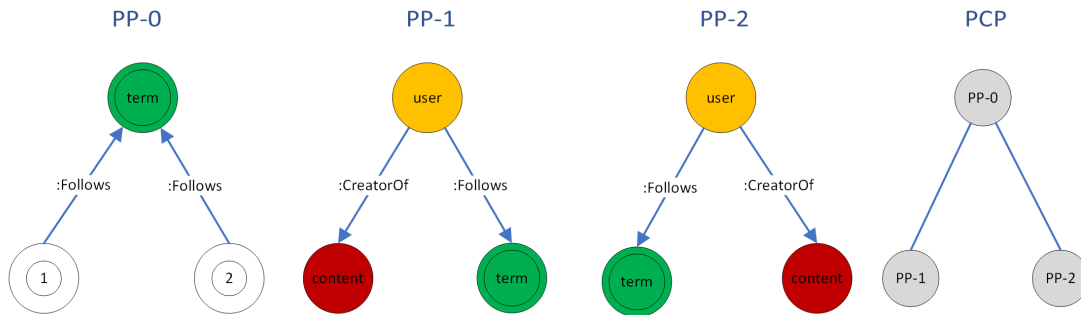 PP-0
PP-1
PP-2
PCP
term
user
user
PP-0
:Follows
:Follows
:CreatorOf
:Follows
:Follows
:CreatorOf
1
2
content
term
term
content
PP-1
PP-2